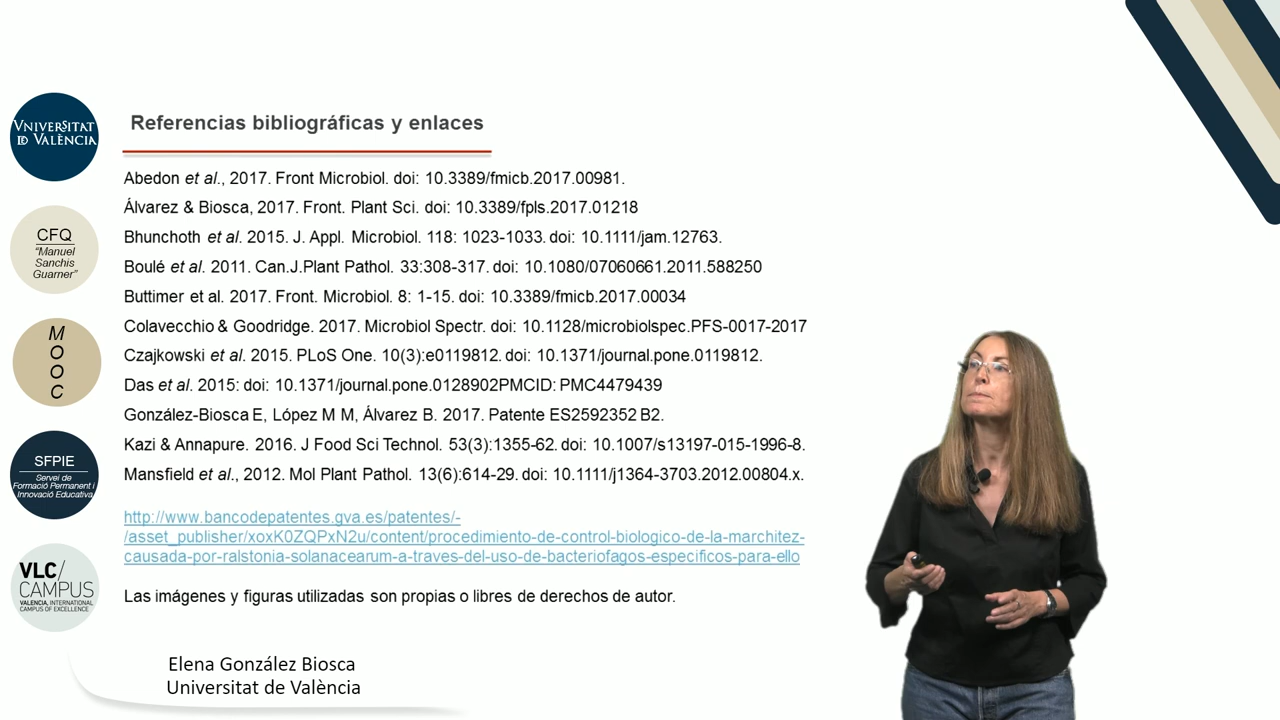 VNIVERSITAT
ID VALÈNCIA
CFQ
"Manuel
Sanchis
Guarner"
M
O
O
C
SFPIE
Servei de
Formació Permanent i
Innovació Educativa
VLC/
CAMPUS
VALENCIA, INTERNATIONAL
CAMPUS OF EXCELLENCE
Referencias bibliográficas y enlaces
Abedon et al., 2017. Front Microbiol. doi: 10.3389/fmicb.2017.00981.
Álvarez & Biosca, 2017. Front. Plant Sci. doi: 10.3389/fpls.2017.01218
Bhunchoth et al. 2015. J. Appl. Microbiol. 118: 1023-1033. doi: 10.1111/jam.12763.
Boulé et al. 2011. Can.J.Plant Pathol. 33:308-317. doi: 10.1080/07060661.2011.588250
Buttimer et al. 2017. Front. Microbiol. 8: 1-15. doi: 10.3389/fmicb.2017.00034
Colavecchio & Goodridge. 2017. Microbiol Spectr. doi: 10.1128/microbiolspec.PFS-0017-2017
Czajkowski et al. 2015. PLoS One. 10(3):e0119812. doi: 10.1371/journal.pone.0119812.
Das et al. 2015: doi: 10.1371/journal.pone.0128902PMCID: PMC4479439
González-Biosca E, López M M, Álvarez B. 2017. Patente ES2592352 B2.
Kazi & Annapure. 2016. J Food Sci Technol. 53(3):1355-62. doi: 10.1007/s13197-015-1996-8.
Mansfield et al., 2012. Mol Plant Pathol. 13(6):614-29. doi: 10.1111/j1364-3703.2012.00804.x.
http://www.bancodepatentes.gva.es/patentes/-
/asset_publisher/xoxK0ZQPxN2u/content/procedimiento-de-control-biologico-de-la-marchitez-
causada-por-ralstonia-solanacearum-a-traves-del-uso-de-bacteriofagos-especificos-para-ello
Las imágenes y figuras utilizadas son propias o libres de derechos de autor.
Elena González Biosca
Universitat de València